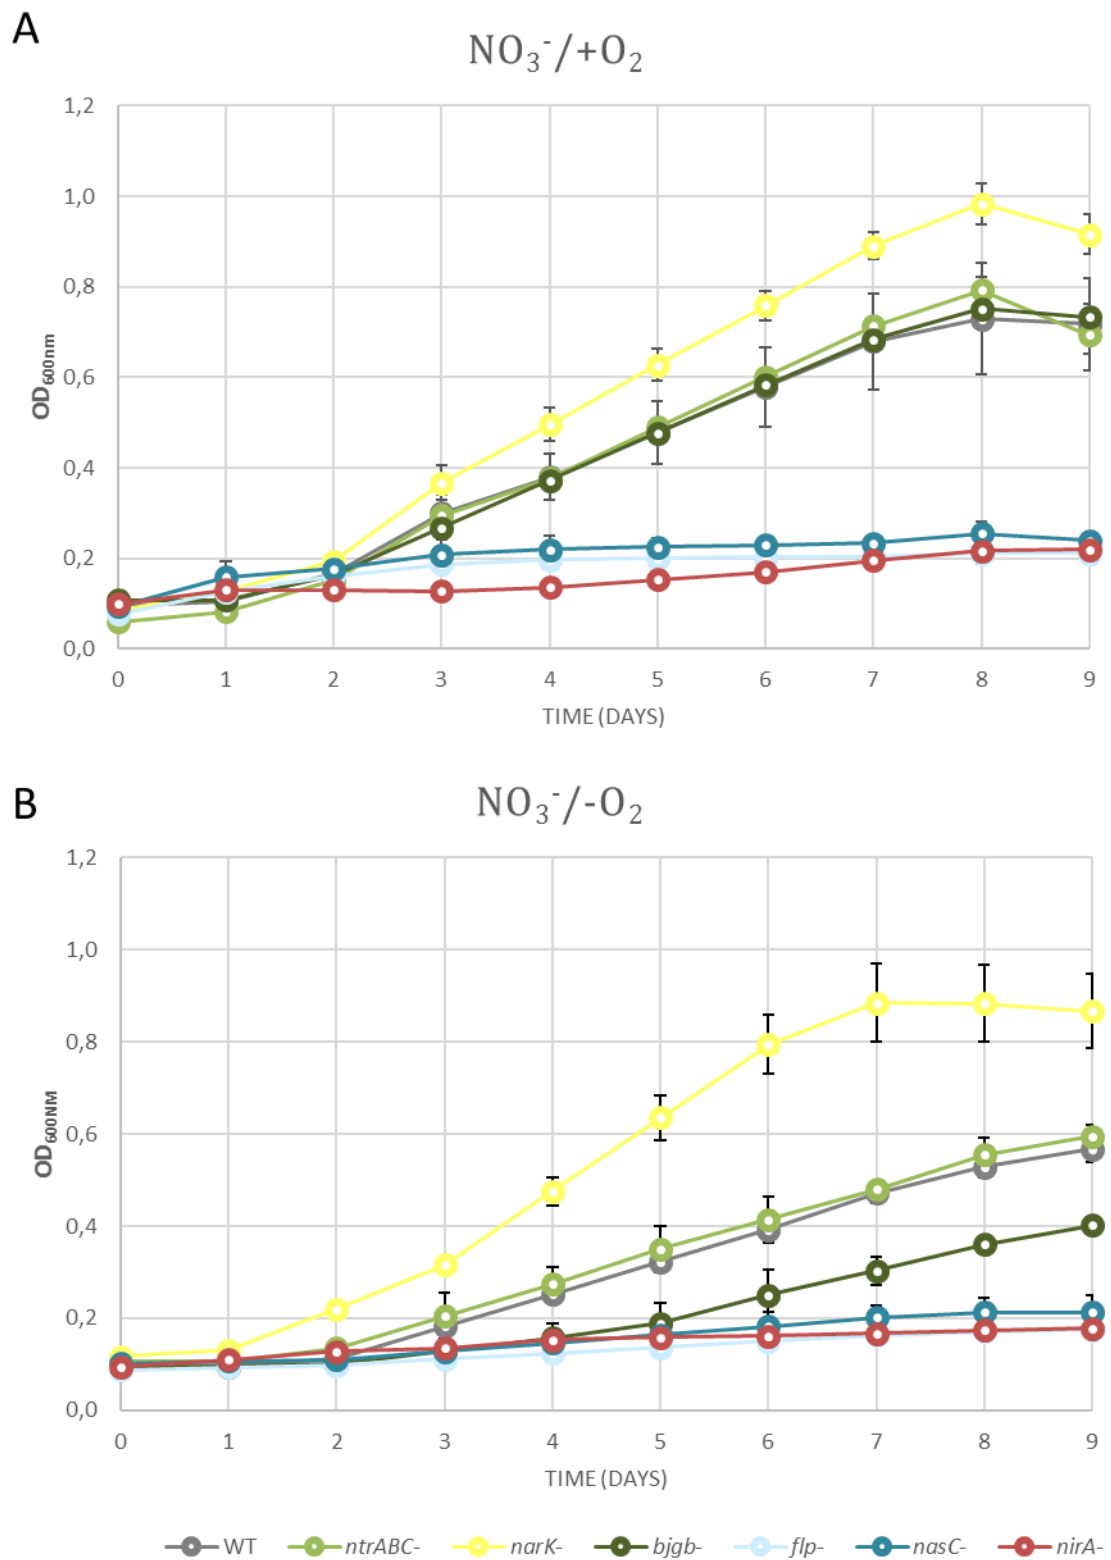 A
NO₃⁻/+O₂
1,2
1,0
0,8
0,6
0,4
0,2
0,0
OD₆₀₀nm
0 1 2 3 4 5 6 7 8 9
TIME (DAYS)
B
NO₃⁻/-O₂
1,2
1,0
0,8
0,6
0,4
0,2
0,0
OD₆₀₀NM
0 1 2 3 4 5 6 7 8 9
TIME (DAYS)
WT ntrABC- narK- bjgb- flp- nasC- nirA-